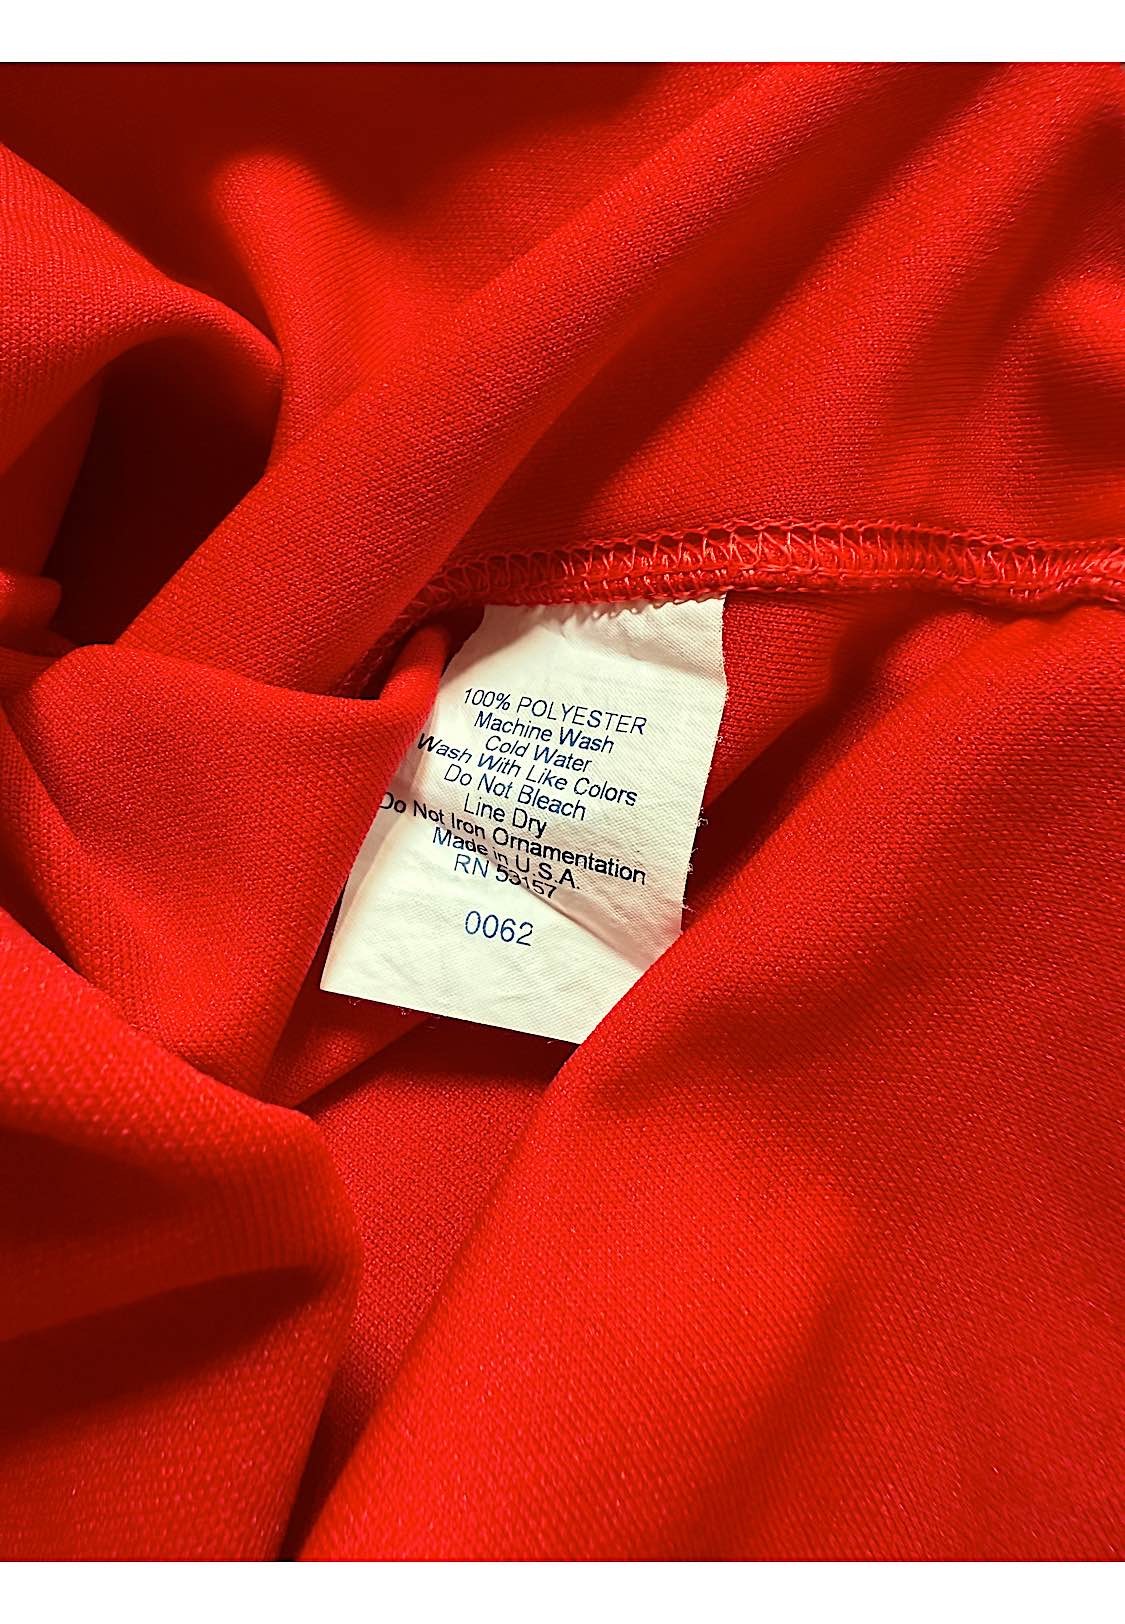 100% POLYESTER
Machine Wash
Cold Water
Wash With Like Colors
Do Not Bleach
Line Dry
Do Not Iron Ornamentation
Made in U.S.A.
RN 53157
0062